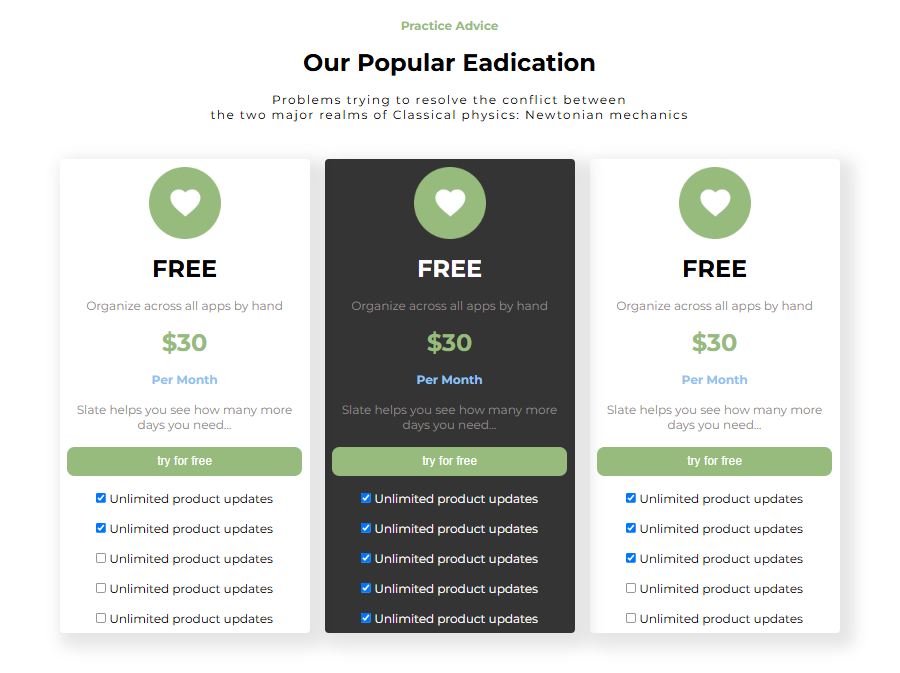 Practice Advice
Our Popular Eadication
Problems trying to resolve the conflict between
the two major realms of Classical physics: Newtonian mechanics
FREE
Organize across all apps by hand
$30
Per Month
Slate helps you see how many more
days you need...
try for free
Unlimited product updates
Unlimited product updates
Unlimited product updates
Unlimited product updates
Unlimited product updates
FREE
Organize across all apps by hand
$30
Per Month
Slate helps you see how many more
days you need...
try for free
Unlimited product updates
Unlimited product updates
Unlimited product updates
Unlimited product updates
Unlimited product updates
FREE
Organize across all apps by hand
$30
Per Month
Slate helps you see how many more
days you need...
try for free
Unlimited product updates
Unlimited product updates
Unlimited product updates
Unlimited product updates
Unlimited product updates